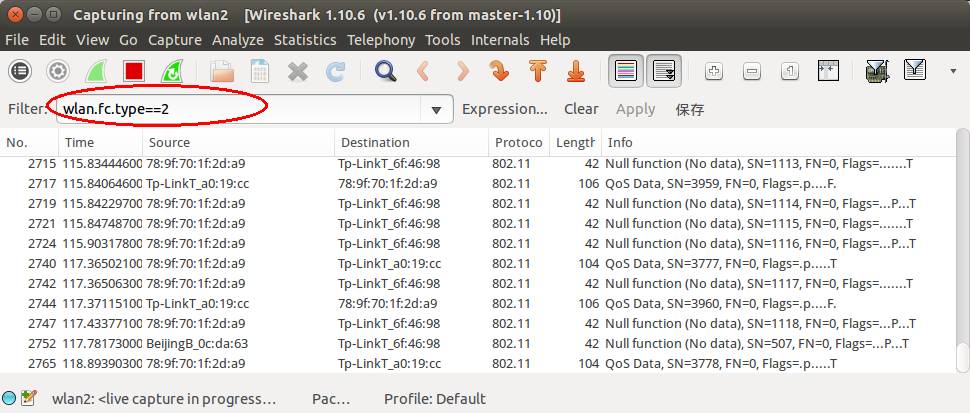 Capturing from wlan2 [Wireshark 1.10.6 (v1.10.6 from master-1.10)]
File Edit View Go Capture Analyze Statistics Telephony Tools Internals Help
Filter: wlan.fc.type==2 Expression... Clear Apply 保存
No. Time Source Destination Protoco Length Info
2715 115.83444600 78:9f:70:1f:2d:a9 Tp-LinkT_6f:46:98 802.11 42 Null function (No data), SN=1113, FN=0, Flags=.......T
2717 115.84064600 Tp-LinkT_a0:19:cc 78:9f:70:1f:2d:a9 802.11 106 QoS Data, SN=3959, FN=0, Flags=.p....F.
2719 115.84229700 78:9f:70:1f:2d:a9 Tp-LinkT_6f:46:98 802.11 42 Null function (No data), SN=1114, FN=0, Flags=...P...T
2721 115.84748700 78:9f:70:1f:2d:a9 Tp-LinkT_6f:46:98 802.11 42 Null function (No data), SN=1115, FN=0, Flags=.......T
2724 115.90317800 78:9f:70:1f:2d:a9 Tp-LinkT_6f:46:98 802.11 42 Null function (No data), SN=1116, FN=0, Flags=...P...T
2740 117.36502100 78:9f:70:1f:2d:a9 Tp-LinkT_a0:19:cc 802.11 104 QoS Data, SN=3777, FN=0, Flags=.p.....T
2742 117.36506300 78:9f:70:1f:2d:a9 Tp-LinkT_6f:46:98 802.11 42 Null function (No data), SN=1117, FN=0, Flags=.......T
2744 117.37115100 Tp-LinkT_a0:19:cc 78:9f:70:1f:2d:a9 802.11 106 QoS Data, SN=3960, FN=0, Flags=.p....F.
2747 117.43377100 78:9f:70:1f:2d:a9 Tp-LinkT_6f:46:98 802.11 42 Null function (No data), SN=1118, FN=0, Flags=...P...T
2752 117.78173000 BeijingB_0c:da:63 Tp-LinkT_6f:46:98 802.11 42 Null function (No data), SN=507, FN=0, Flags=...P...T
2765 118.89390300 78:9f:70:1f:2d:a9 Tp-LinkT_a0:19:cc 802.11 104 QoS Data, SN=3778, FN=0, Flags=.p.....T
wlan2: <live capture in progress... Pac... Profile: Default